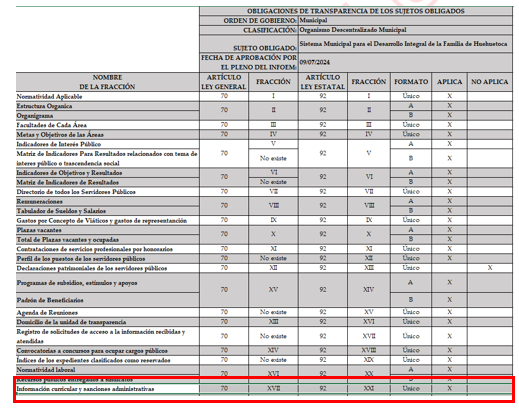 OBLIGACIONES DE TRANSPARENCIA DE LOS SUJETOS OBLIGADOS
ORDEN DE GOBIERNO: Municipal
CLASIFICACIÓN: Organismo Descentralizado Municipal
SUJETO OBLIGADO: Sistema Municipal para el Desarrollo Integral de la Familia de Huehuetoca
FECHA DE APROBACIÓN POR EL PLENO DEL INFOEM: 09/07/2024
NOMBRE DE LA FRACCIÓN ARTÍCULO LEY GENERAL FRACCIÓN ARTÍCULO LEY ESTATAL FRACCIÓN FORMATO APLICA NO APLICA
Normatividad Aplicable 70 I 92 I Único X
Estructura Organica 70 II 92 II A X
Organigrama B X
Facultades de Cada Área 70 III 92 III Único X
Metas y Objetivos de las Áreas 70 IV 92 IV Único X
Indicadores de Interés Público 70 V 92 V A X
Matriz de Indicadores Para Resultados relacionados con tema de interés público o trascendencia social No existe B X
Indicadores de Objetivos y Resultados 70 VI 92 VI A X
Matriz de Indicadores de Resultados No existe B X
Directorio de todos los Servidores Públicos 70 VII 92 VII Único X
Remuneraciones 70 VIII 92 VIII A X
Tabulador de Sueldos y Salarios B X
Gastos por Concepto de Viáticos y gastos de representanción 70 IX 92 IX Único X
Plazas vacantes 70 X 92 X A X
Total de Plazas vacantes y ocupadas B X
Contrataciones de servicios profesionales por honorarios 70 XI 92 XI Único X
Perfil de los puestos de los servidores públicos 70 No existe 92 XII Único X
Declaraciones patrimoniales de los servidores públicos 70 XII 92 XIII Único X
Programas de subsidios, estímulos y apoyos 70 XV 92 XIV A X
Padrón de Beneficiarios B X
Agenda de Reuniones 70 No existe 92 XV Único X
Domicilio de la unidad de transparencia 70 XIII 92 XVI Único X
Registro de solicitudes de acceso a la información recibidas y atendidas 70 No existe 92 XVII Único X
Convocatorias a concursos para ocupar cargos públicos 70 XIV 92 XVIII Único X
Índices de los expedientes clasificados como reservados 70 No existe 92 XIX Único X
Normatividad laboral 70 XVI 92 XX A X
Recursos públicos entregados a sindicatos B X
Información curricular y sanciones administrativas 70 XVII 92 XXI Único X